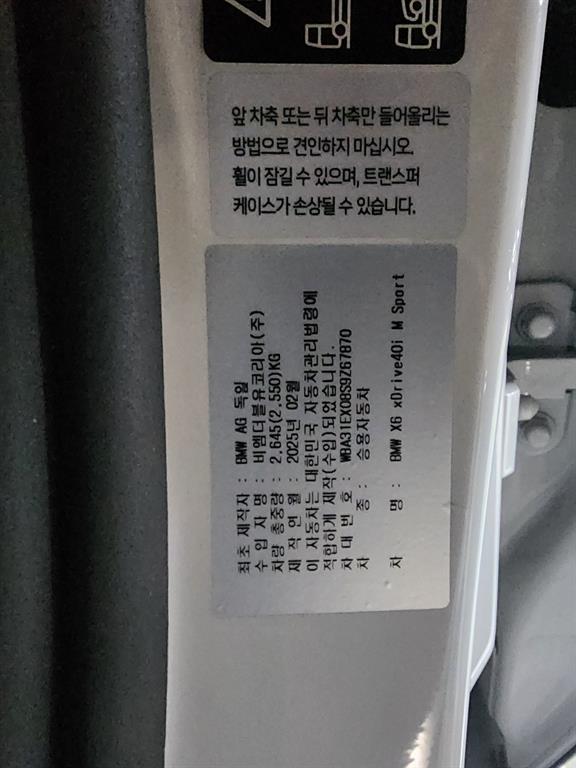 앞 차축 또는 뒤 차축만 들어올리는
방법으로 견인하지 마십시오.
휠이 잠길 수 있으며, 트랜스퍼
케이스가 손상될 수 있습니다.
최초 제작자 : BMW AG 독일
수 입 자 명 : 비엠더블유코리아(주)
차량 총중량 : 2,645(2,550)KG
제 작 연 월 : 2025년 02월
이 자동차는 대한민국 자동차관리법령에
적합하게 제작(수입)되었습니다.
차 대 번 호 : WBA31EX08S9Z67870
차 종 : 승용자동차
차 명 : BMW X6 xDrive40i M Sport